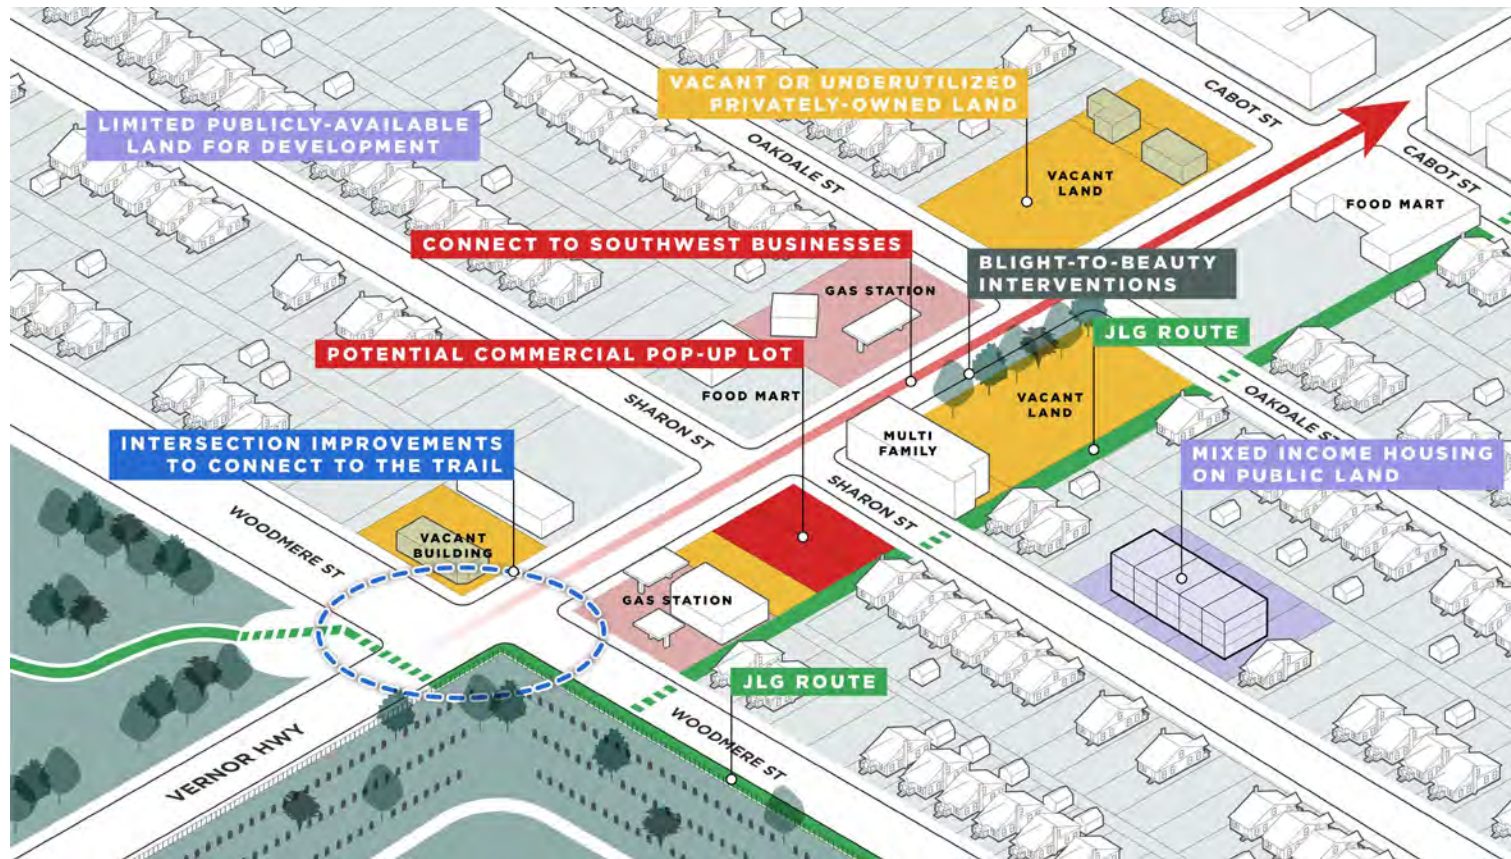 VACANT OR UNDERUTILIZED
PRIVATELY-OWNED LAND
CABOT ST
LIMITED PUBLICLY-AVAILABLE
LAND FOR DEVELOPMENT
OAKDALE ST
CABOT ST
VACANT
LAND
FOOD MART
CONNECT TO SOUTHWEST BUSINESSES
BLIGHT-TO-BEAUTY
INTERVENTIONS
GAS STATION
JLG ROUTE
POTENTIAL COMMERCIAL POP-UP LOT
FOOD MART
VACANT
LAND
OAKDALE ST
SHARON ST
MULTI
FAMILY
INTERSECTION IMPROVEMENTS
TO CONNECT TO THE TRAIL
MIXED INCOME HOUSING
ON PUBLIC LAND
SHARON ST
WOODMERE ST
VACANT
BUILDING
GAS STATION
JLG ROUTE
WOODMERE ST
VERNOR HWY